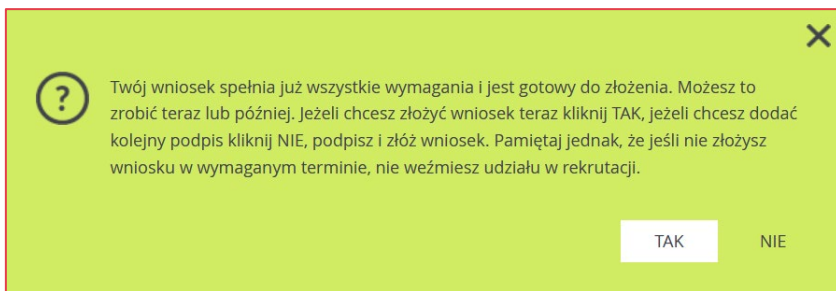 Twój wniosek spełnia już wszystkie wymagania i jest gotowy do złożenia. Możesz to
zrobić teraz lub później. Jeżeli chcesz złożyć wniosek teraz kliknij TAK, jeżeli chcesz dodać
kolejny podpis kliknij NIE, podpisz i złóż wniosek. Pamiętaj jednak, że jeśli nie złożysz
wniosku w wymaganym terminie, nie weźmiesz udziału w rekrutacji.
TAK NIE